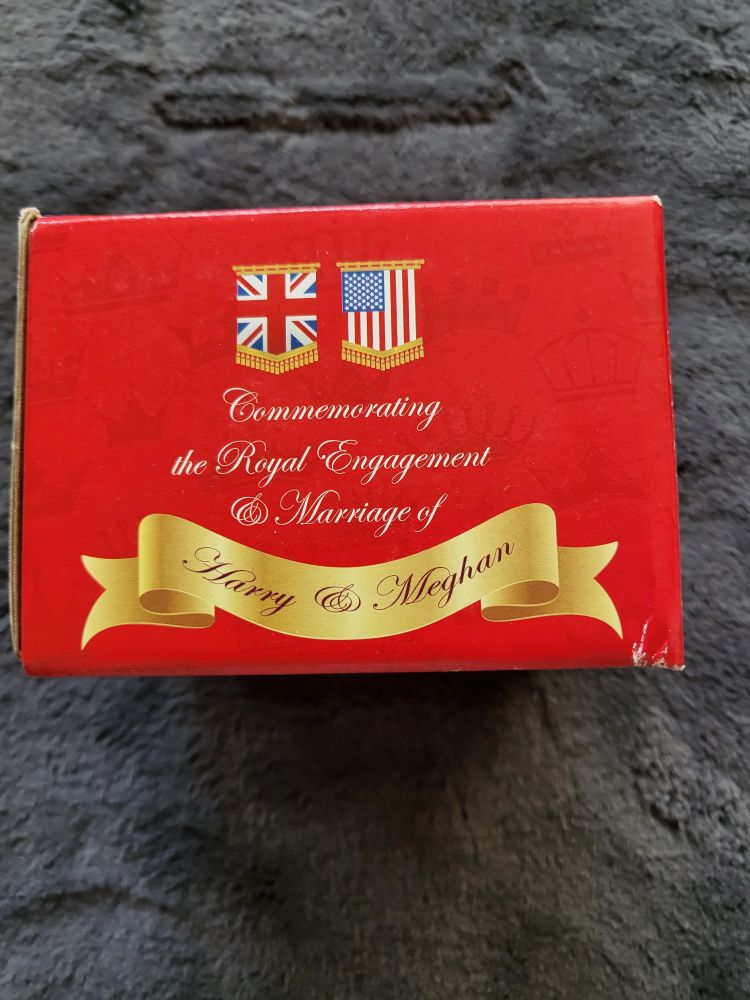 Commemorating
the Royal Engagement
& Marriage of
Harry & Meghan